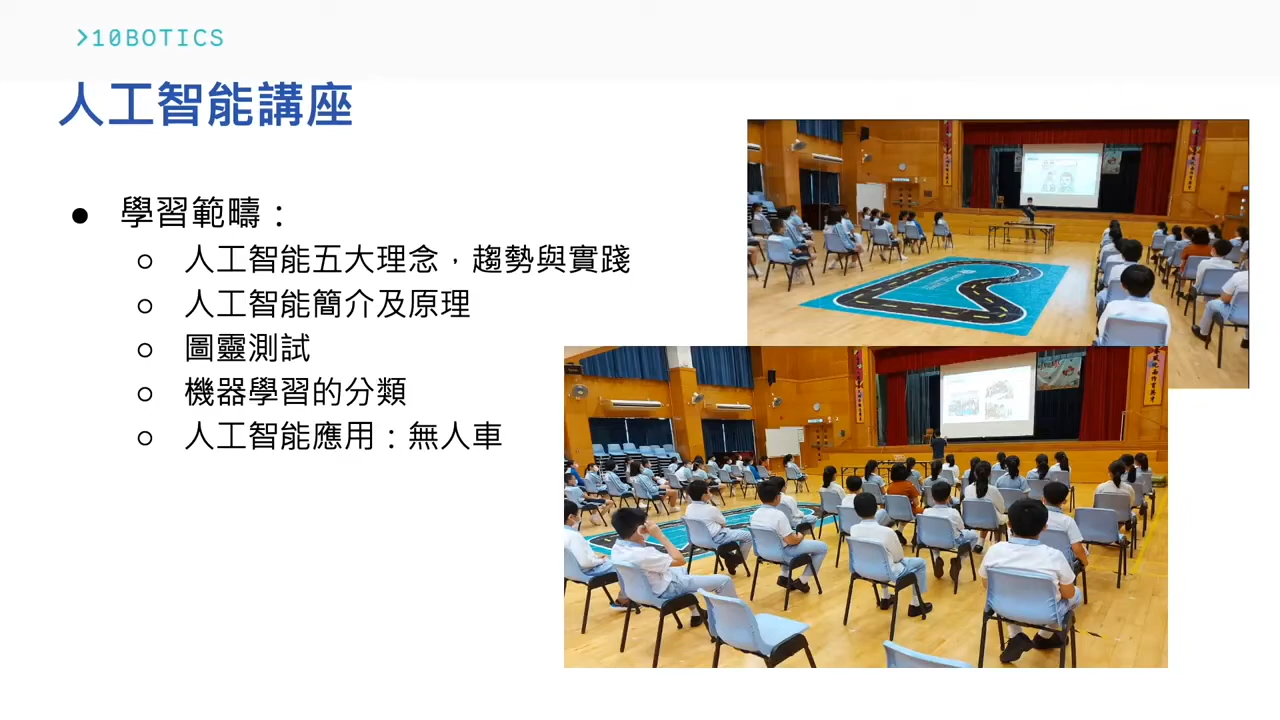 >10BOTICS
人工智能講座
● 學習範疇：
○ 人工智能五大理念，趨勢與實踐
○ 人工智能簡介及原理
○ 圖靈測試
○ 機器學習的分類
○ 人工智能應用：無人車